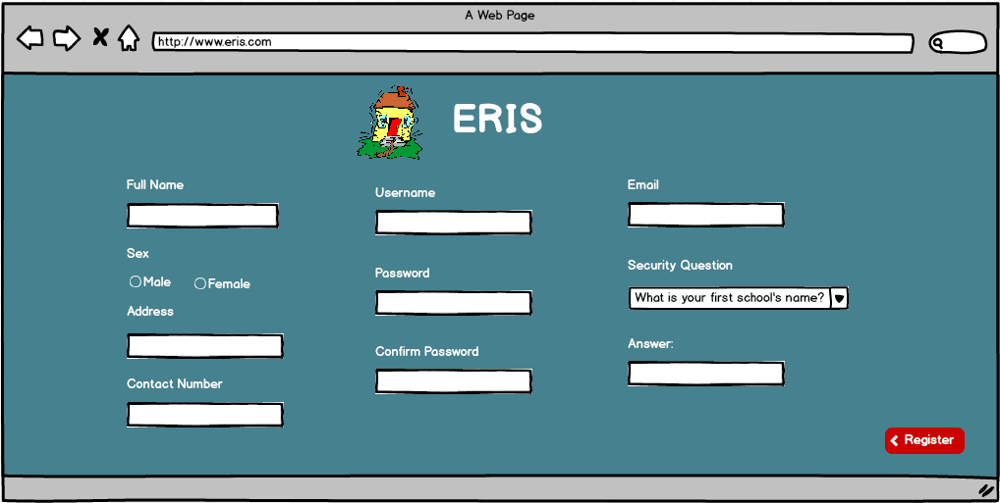 A Web Page
http://www.eris.com
ERIS
Full Name
Sex
Male Female
Address
Contact Number
Username
Password
Confirm Password
Email
Security Question
What is your first school's name?
Answer:
Register